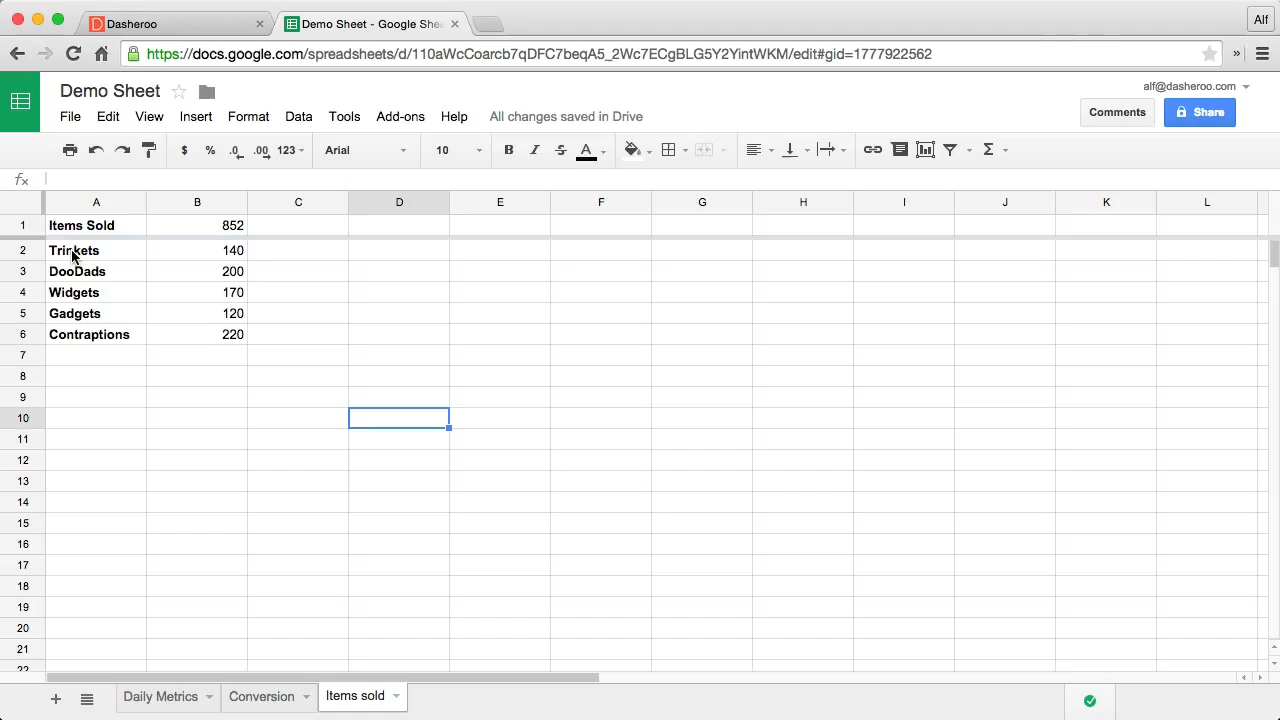 Dasheroo
Demo Sheet - Google She
Alf
https://docs.google.com/spreadsheets/d/110aWcCoarcb7qDFC7beqA5_2Wc7ECgBLG5Y2YintWKM/edit#gid=1777922562
»
Demo Sheet
alf@dasheroo.com
File Edit View Insert Format Data Tools Add-ons Help All changes saved in Drive
Comments Share
$ % .0 .00 123 Arial 10 B I S A Σ
fx
A B C D E F G H I J K L
1 Items Sold 852
2 Trinkets 140
3 DooDads 200
4 Widgets 170
5 Gadgets 120
6 Contraptions 220
7
8
9
10
11
12
13
14
15
16
17
18
19
20
21
22
+ Daily Metrics Conversion Items sold